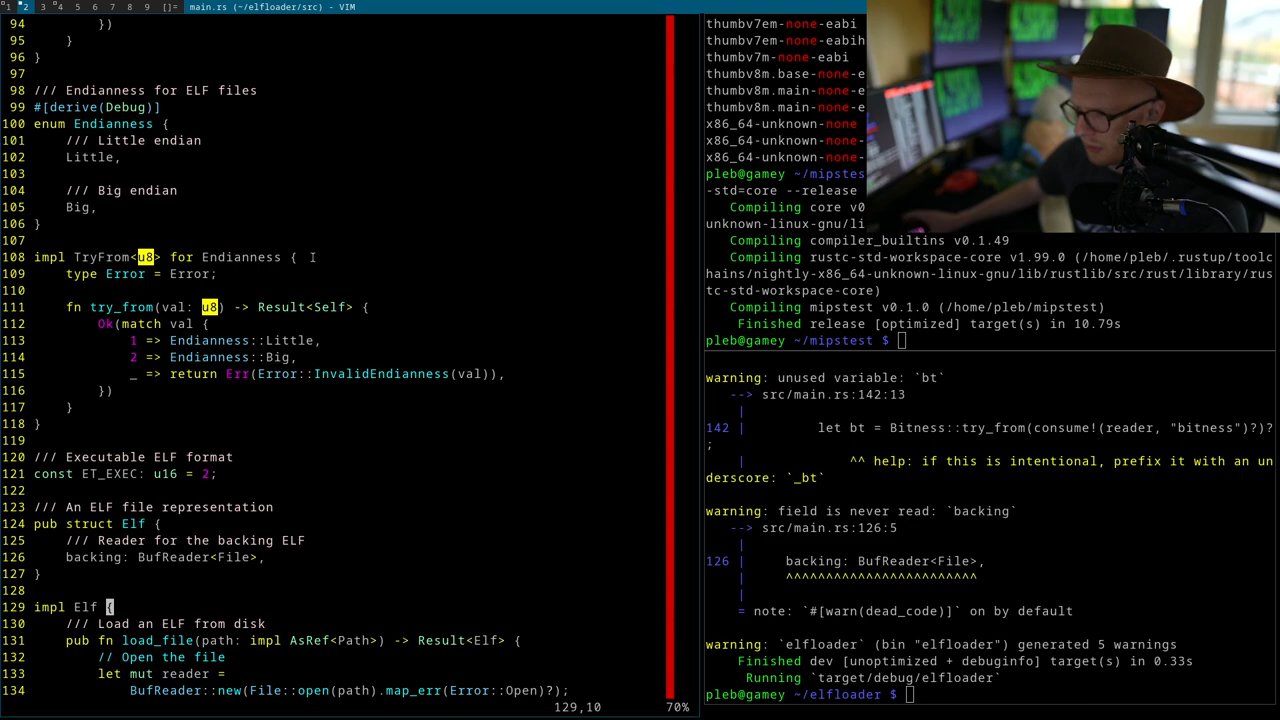 1 2 3 4 5 6 7 8 9 []= main.rs (~/elfloader/src) - VIM
94         })
95     }
96 }
97
98 /// Endianness for ELF files
99 #[derive(Debug)]
100 enum Endianness {
101     /// Little endian
102     Little,
103
104     /// Big endian
105     Big,
106 }
107
108 impl TryFrom<u8> for Endianness {
109     type Error = Error;
110
111     fn try_from(val: u8) -> Result<Self> {
112         Ok(match val {
113             1 => Endianness::Little,
114             2 => Endianness::Big,
115             _ => return Err(Error::InvalidEndianness(val)),
116         })
117     }
118 }
119
120 /// Executable ELF format
121 const ET_EXEC: u16 = 2;
122
123 /// An ELF file representation
124 pub struct Elf {
125     /// Reader for the backing ELF
126     backing: BufReader<File>,
127 }
128
129 impl Elf {
130     /// Load an ELF from disk
131     pub fn load_file(path: impl AsRef<Path>) -> Result<Elf> {
132         // Open the file
133         let mut reader =
134             BufReader::new(File::open(path).map_err(Error::Open)?);
129,10 70%
thumbv7em-none-eabi
thumbv7em-none-eabih
thumbv7m-none-eabi
thumbv8m.base-none-e
thumbv8m.main-none-e
thumbv8m.main-none-e
x86_64-unknown-none
x86_64-unknown-none-
x86_64-unknown-none-
pleb@gamey ~/mipstes
-std=core --release
   Compiling core v0
unknown-linux-gnu/li
   Compiling compiler_builtins v0.1.49
   Compiling rustc-std-workspace-core v1.99.0 (/home/pleb/.rustup/toolc
hains/nightly-x86_64-unknown-linux-gnu/lib/rustlib/src/rust/library/rus
tc-std-workspace-core)
   Compiling mipstest v0.1.0 (/home/pleb/mipstest)
    Finished release [optimized] target(s) in 10.79s
pleb@gamey ~/mipstest $
warning: unused variable: `bt`
   --> src/main.rs:142:13
    |
142 |         let bt = Bitness::try_from(consume!(reader, "bitness")?)?
;
    |             ^^ help: if this is intentional, prefix it with an un
derscore: `_bt`
warning: field is never read: `backing`
   --> src/main.rs:126:5
    |
126 |     backing: BufReader<File>,
    |     ^^^^^^^^^^^^^^^^^^^^^^^^
    |
    = note: `#[warn(dead_code)]` on by default
warning: `elfloader` (bin "elfloader") generated 5 warnings
    Finished dev [unoptimized + debuginfo] target(s) in 0.33s
     Running `target/debug/elfloader`
pleb@gamey ~/elfloader $